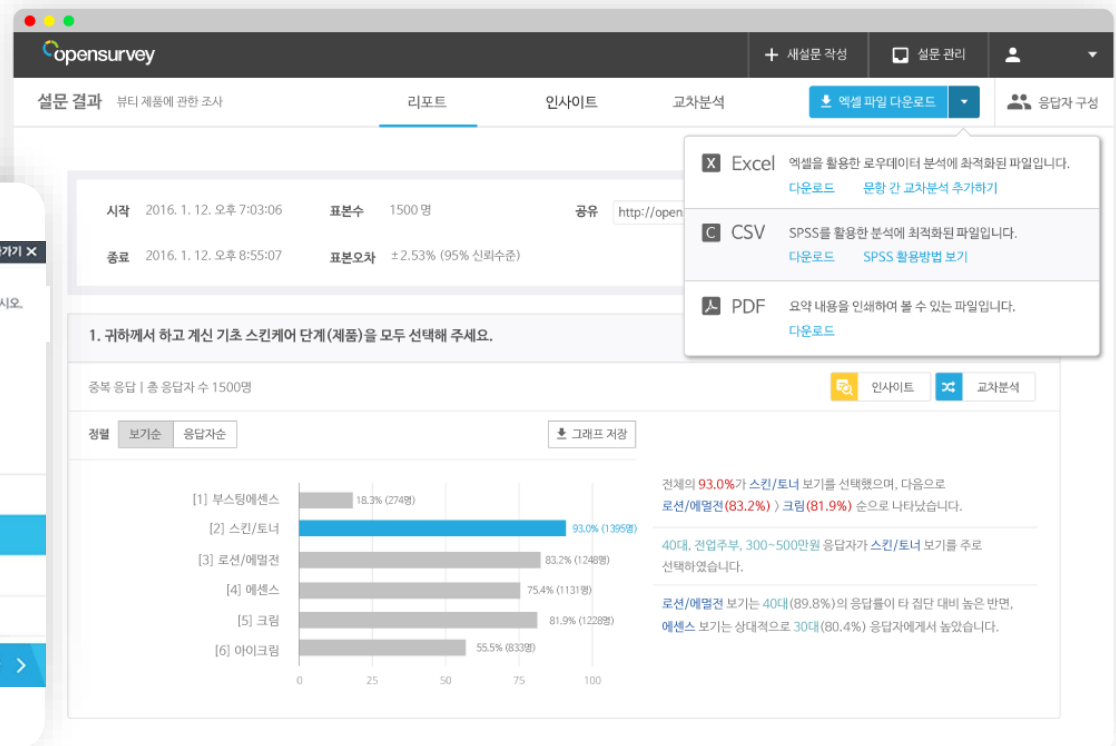 opensurvey
새설문 작성
설문 관리
설문 결과 뷰티 제품에 관한 조사
리포트
인사이트
교차분석
엑셀 파일 다운로드
응답자 구성
X Excel 엑셀을 활용한 로우데이터 분석에 최적화된 파일입니다.
다운로드 문항 간 교차분석 추가하기
C CSV SPSS를 활용한 분석에 최적화된 파일입니다.
다운로드 SPSS 활용방법 보기
PDF 요약 내용을 인쇄하여 볼 수 있는 파일입니다.
다운로드
시작 2016. 1. 12. 오후 7:03:06 표본수 1500 명 공유 http://open
종료 2016. 1. 12. 오후 8:55:07 표본오차 ±2.53% (95% 신뢰수준)
가기 X
시오.
1. 귀하께서 하고 계신 기초 스킨케어 단계(제품)을 모두 선택해 주세요.
중복 응답 | 총 응답자 수 1500명
인사이트
교차분석
정렬 보기순 응답자순
그래프 저장
[1] 부스팅에센스 18.3% (274명)
[2] 스킨/토너 93.0% (1395명)
[3] 로션/에멀전 83.2% (1248명)
[4] 에센스 75.4% (1131명)
[5] 크림 81.9% (1228명)
[6] 아이크림 55.5% (833명)
0 25 50 75 100
전체의 93.0%가 스킨/토너 보기를 선택했으며, 다음으로
로션/에멀전(83.2%) 〉 크림(81.9%) 순으로 나타났습니다.
40대, 전업주부, 300~500만원 응답자가 스킨/토너 보기를 주로
선택하였습니다.
로션/에멀전 보기는 40대(89.8%)의 응답률이 타 집단 대비 높은 반면,
에센스 보기는 상대적으로 30대(80.4%) 응답자에게서 높았습니다.